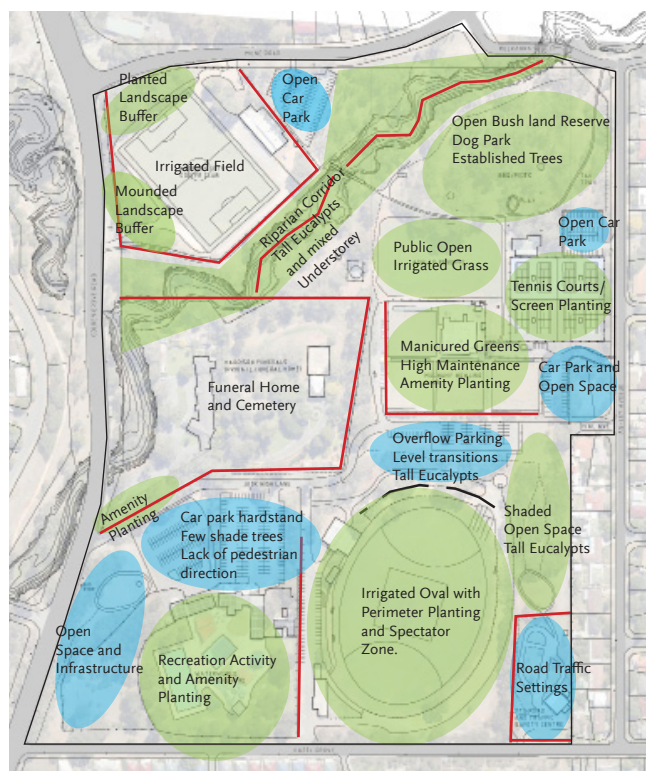 Planted
Landscape
Buffer
Open
Car
Park
Irrigated Field
Mounded
Landscape
Buffer
Riparian Corridor
Tall Eucalypts
and mixed
Understorey
Open Bush land Reserve
Dog Park
Established Trees
Open Car
Park
Public Open
Irrigated Grass
Tennis Courts/
Screen Planting
Manicured Greens
High Maintenance
Amenity Planting
Car Park and
Open Space
Funeral Home
and Cemetery
Overflow Parking
Level transitions
Tall Eucalypts
Amenity
Planting
Car park hardstand
Few shade trees
Lack of pedestrian
direction
Shaded
Open Space
Tall Eucalypts
Irrigated Oval with
Perimeter Planting
and Spectator
Zone.
Open
Space and
Infrastructure
Recreation Activity
and Amenity
Planting
Road Traffic
Settings